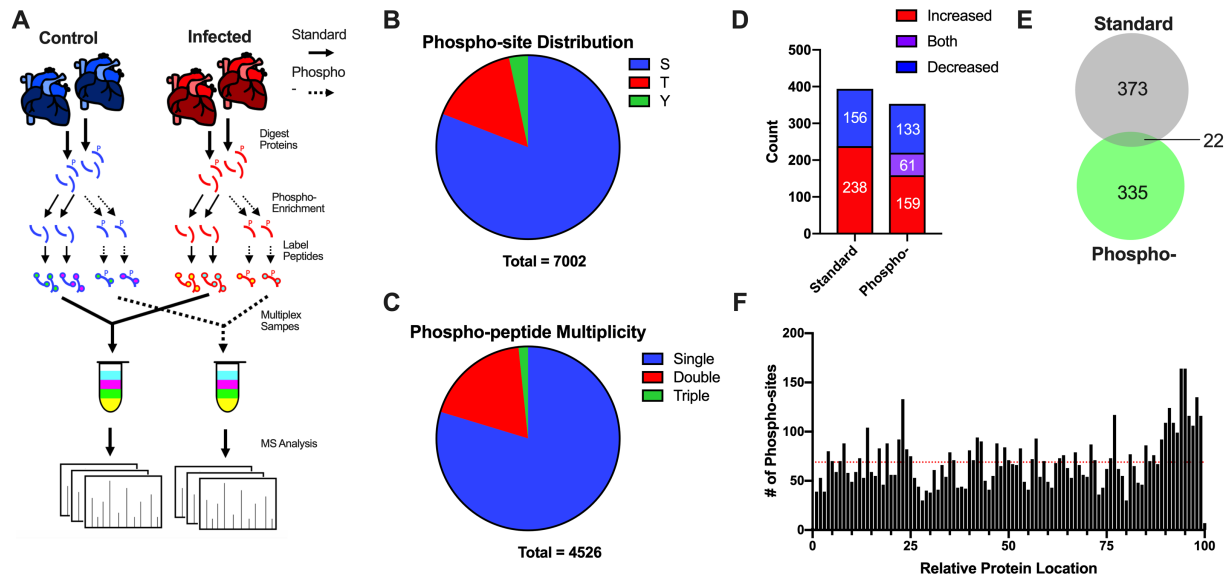 A
Control
Infected
Standard
Phospho
-
P
P
P
P
Digest
Proteins
Phospho-
Enrichment
P
P
P
P
Label
Peptides
P
P
P
P
Multiplex
Sampes
MS Analysis
B
Phospho-site Distribution
S
T
Y
Total = 7002
C
Phospho-peptide Multiplicity
Single
Double
Triple
Total = 4526
D
Increased
Both
Decreased
Count
500
400
300
200
100
0
156
238
133
61
159
Standard
Phospho-
E
Standard
373
22
335
Phospho-
F
# of Phospho-sites
200
150
100
50
0
0 25 50 75 100
Relative Protein Location